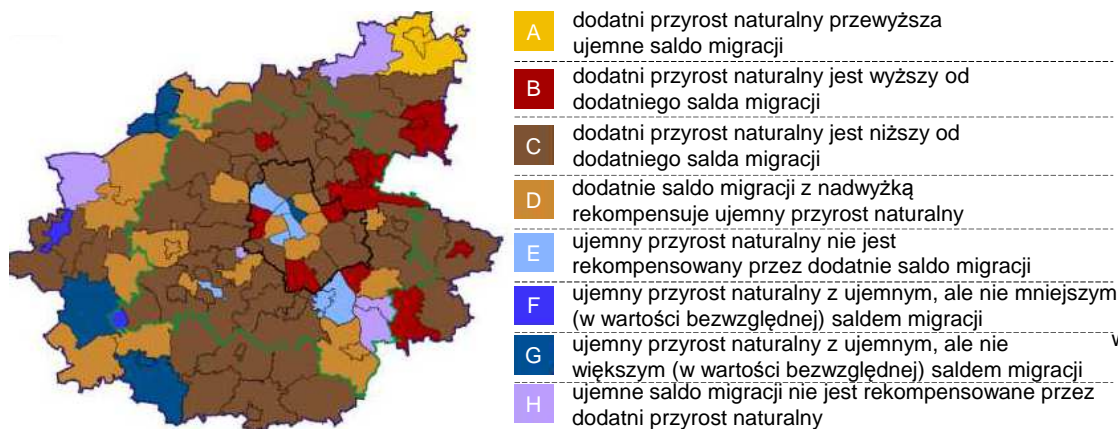 A
dodatni przyrost naturalny przewyższa
ujemne saldo migracji
B
dodatni przyrost naturalny jest wyższy od
dodatniego salda migracji
C
dodatni przyrost naturalny jest niższy od
dodatniego salda migracji
D
dodatnie saldo migracji z nadwyżką
rekompensuje ujemny przyrost naturalny
E
ujemny przyrost naturalny nie jest
rekompensowany przez dodatnie saldo migracji
F
ujemny przyrost naturalny z ujemnym, ale nie mniejszym
(w wartości bezwzględnej) saldem migracji
G
ujemny przyrost naturalny z ujemnym, ale nie
większym (w wartości bezwzględnej) saldem migracji
H
ujemne saldo migracji nie jest rekompensowane przez
dodatni przyrost naturalny